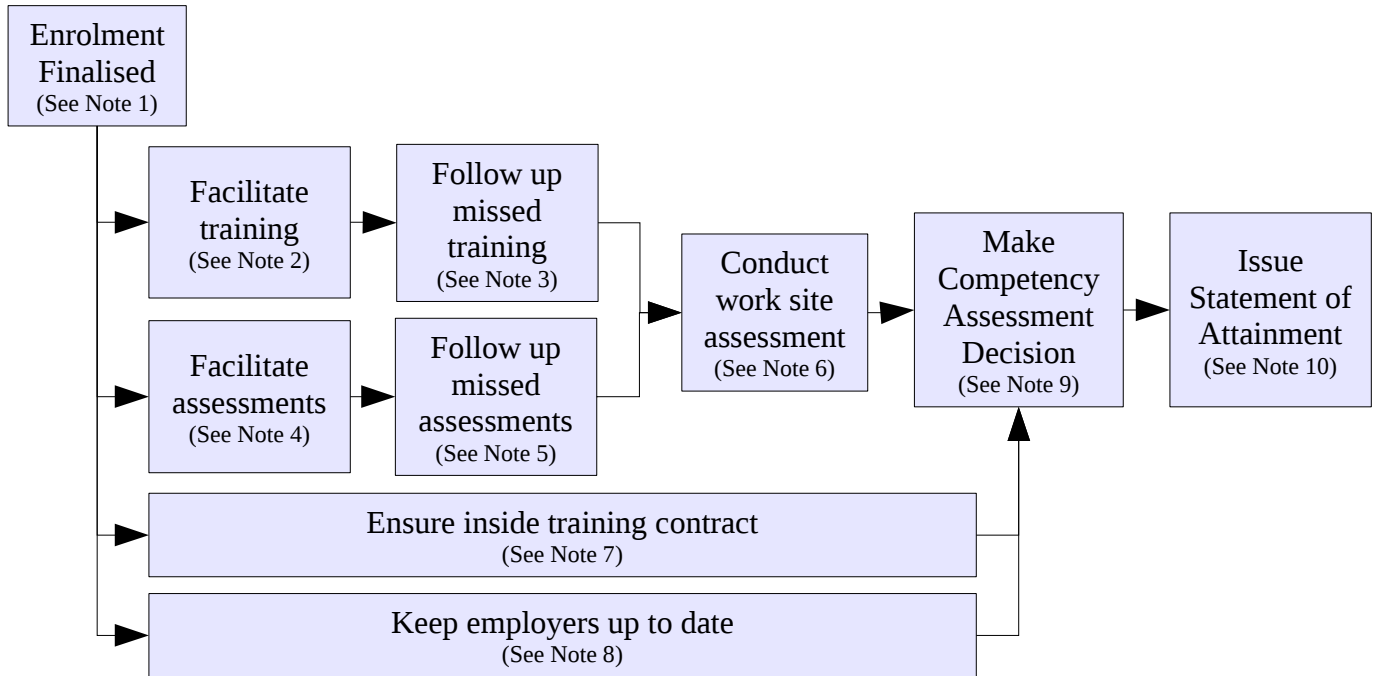 Enrolment
Finalised
(See Note 1)
Facilitate
training
(See Note 2)
Follow up
missed
training
(See Note 3)
Facilitate
assessments
(See Note 4)
Follow up
missed
assessments
(See Note 5)
Conduct
work site
assessment
(See Note 6)
Make
Competency
Assessment
Decision
(See Note 9)
Issue
Statement of
Attainment
(See Note 10)
Ensure inside training contract
(See Note 7)
Keep employers up to date
(See Note 8)